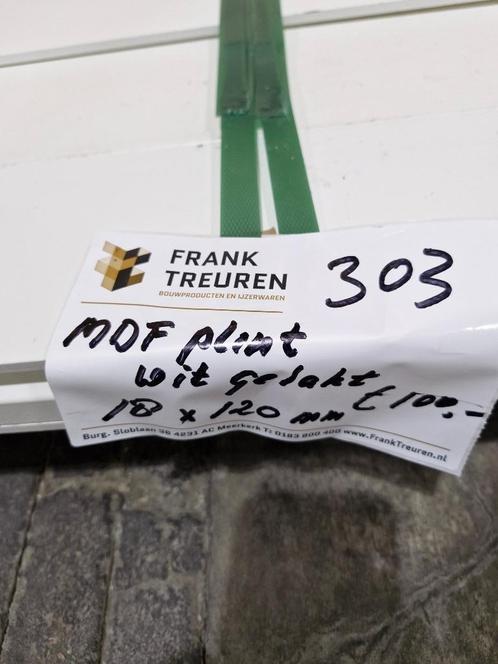 FRANK
TREUREN
BOUWPRODUCTEN EN IJZERWAREN
303
MDF plint
wit gelakt
18 x 120 mm € 100,-
Burg. Sloblaan 36 4231 AC Meerkerk T: 0183 800 400 www.FrankTreuren.nl